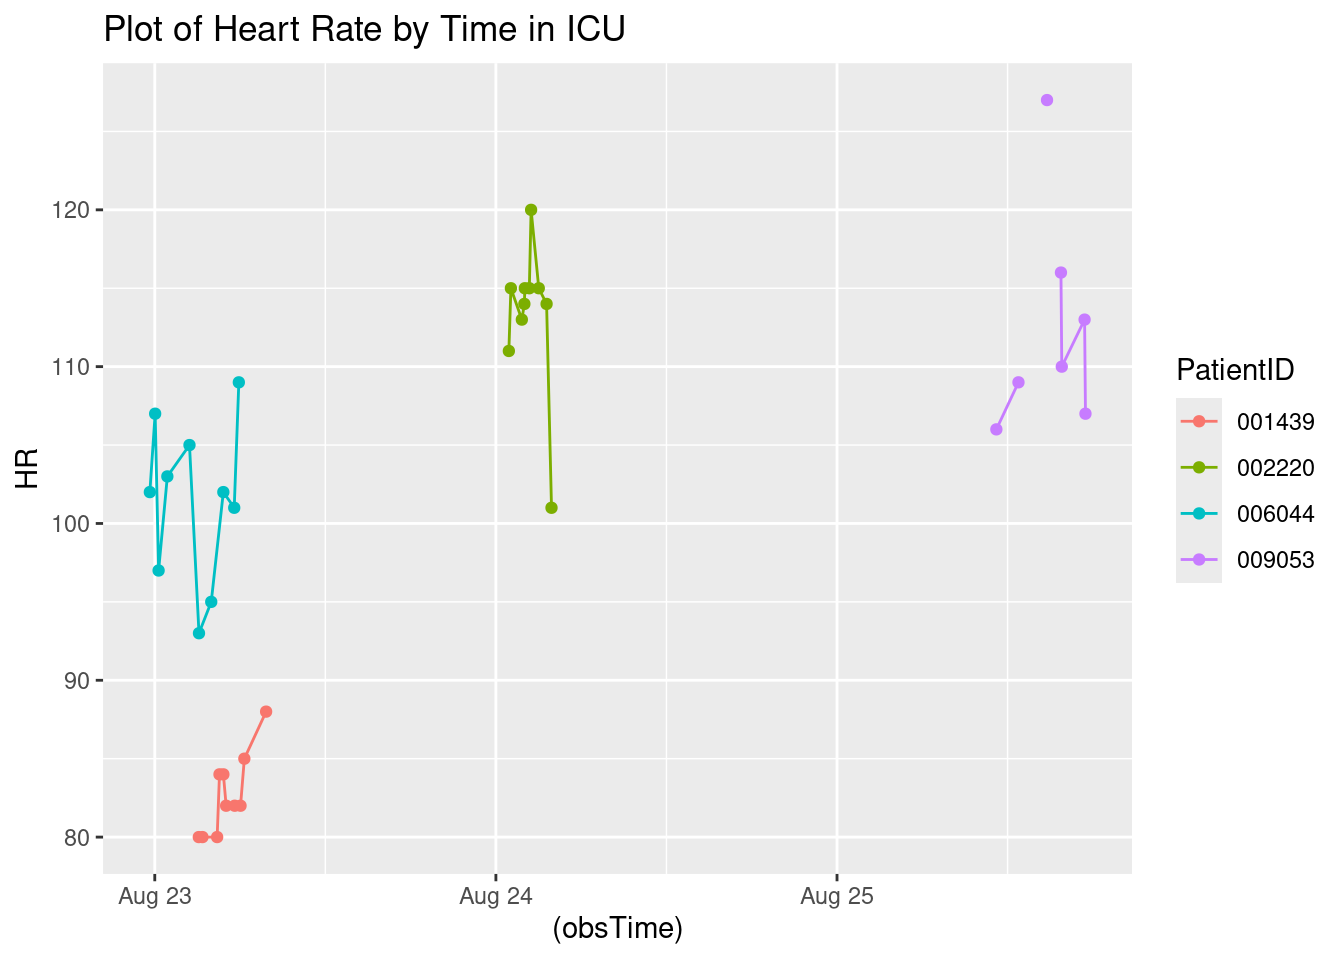 Plot of Heart Rate by Time in ICU
HR
120
110
100
90
80
Aug 23
Aug 24
Aug 25
(obsTime)
PatientID
001439
002220
006044
009053